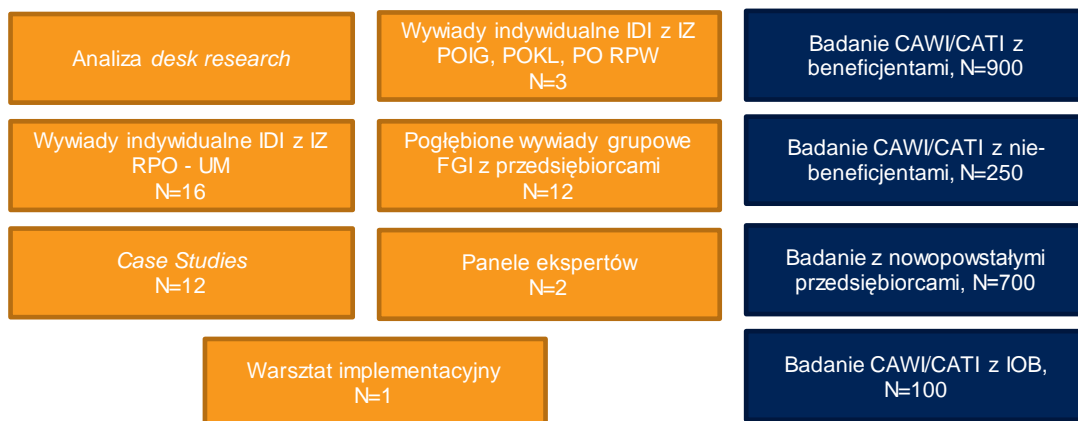 Analiza desk research
Wywiady indywidualne IDI z IZ
POIG, POKL, PO RPW
N=3
Badanie CAWI/CATI z
beneficjentami, N=900
Wywiady indywidualne IDI z IZ
RPO - UM
N=16
Pogłębione wywiady grupowe
FGI z przedsiębiorcami
N=12
Badanie CAWI/CATI z nie-
beneficjentami, N=250
Case Studies
N=12
Panele ekspertów
N=2
Badanie z nowopowstałymi
przedsiębiorcami, N=700
Warsztat implementacyjny
N=1
Badanie CAWI/CATI z IOB,
N=100